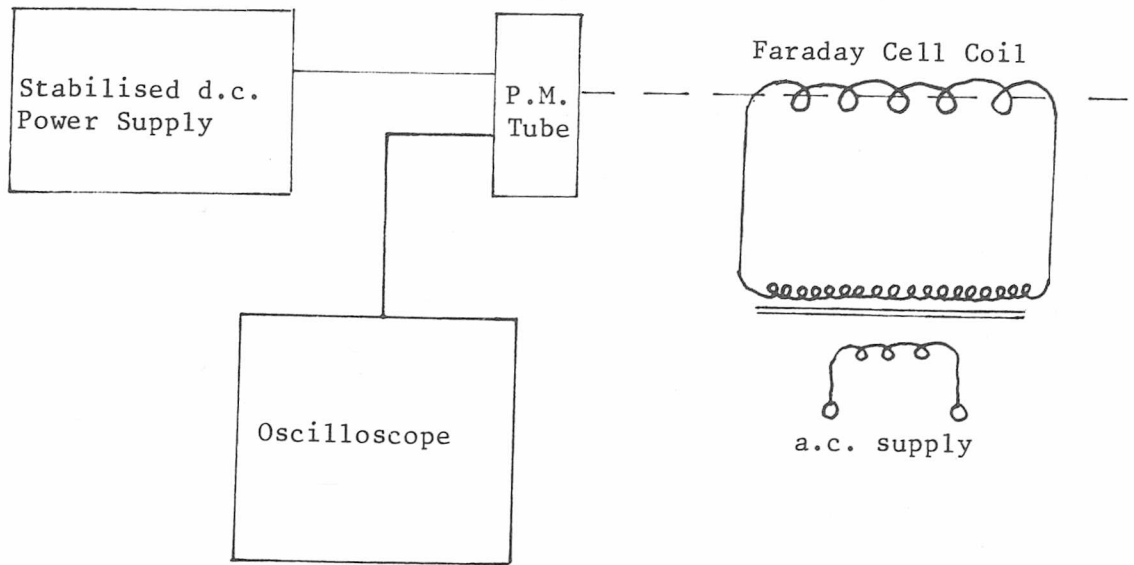 Faraday Cell Coil
Stabilised d.c.
Power Supply
P.M.
Tube
Oscilloscope
a.c. supply